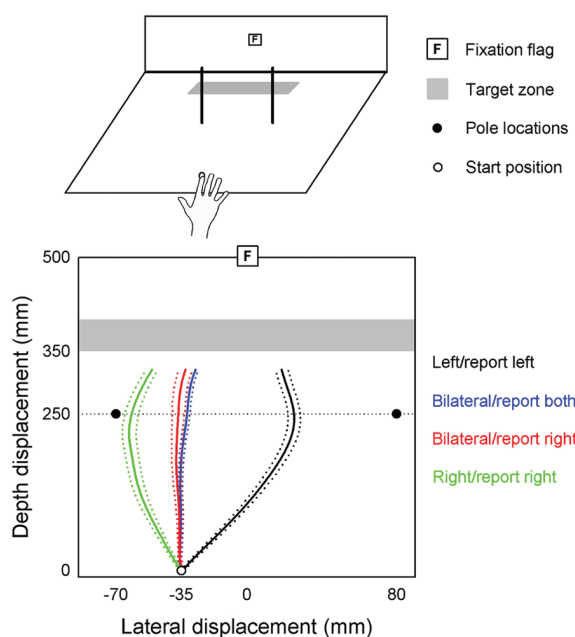 F
F Fixation flag
Target zone
Pole locations
Start position
500
F
350
250
0
Depth displacement (mm)
Left/report left
Bilateral/report both
Bilateral/report right
Right/report right
-70 -35 0 80
Lateral displacement (mm)